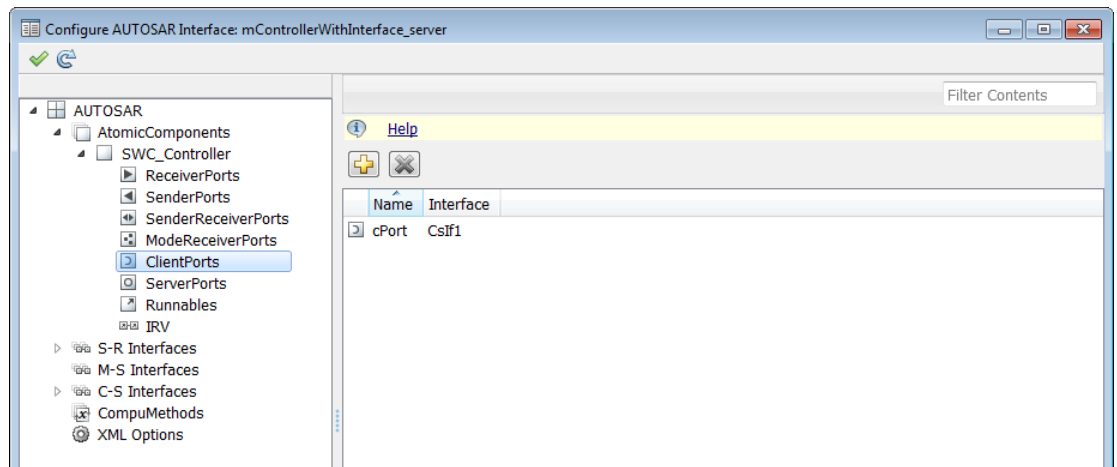 Configure AUTOSAR Interface: mControllerWithInterface_server
Filter Contents
AUTOSAR
AtomicComponents
SWC_Controller
ReceiverPorts
SenderPorts
SenderReceiverPorts
ModeReceiverPorts
ClientPorts
ServerPorts
Runnables
IRV
S-R Interfaces
M-S Interfaces
C-S Interfaces
CompuMethods
XML Options
Help
Name Interface
cPort CsIf1